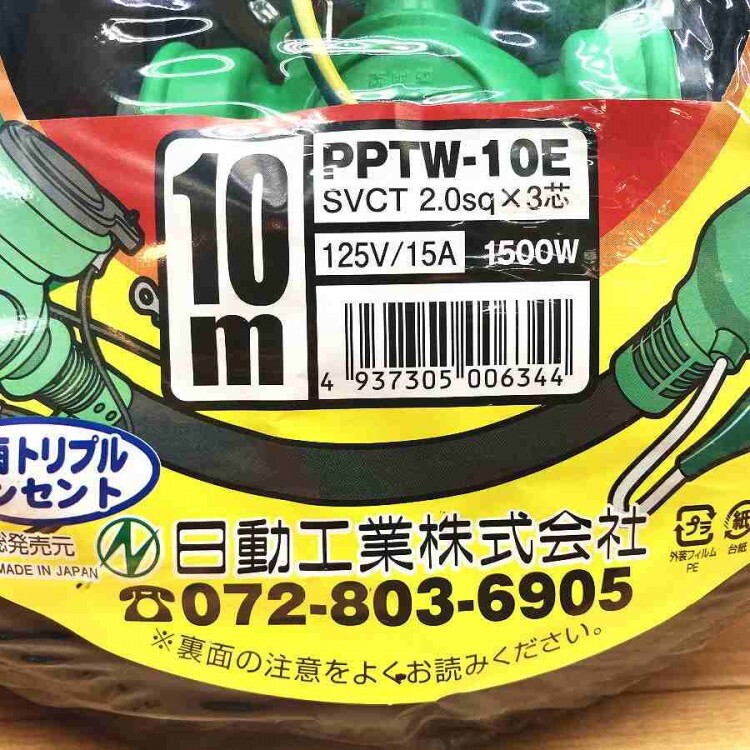 10m
PPTW-10E
SVCT 2.0sq×3芯
125V/15A 1500W
4 937305 006344
トリプル
ンセント
発売元
MADE IN JAPAN
日動工業株式会社
☎072-803-6905
※裏面の注意をよくお読みください。
プラ
外装フィルム
PE
紙
台紙